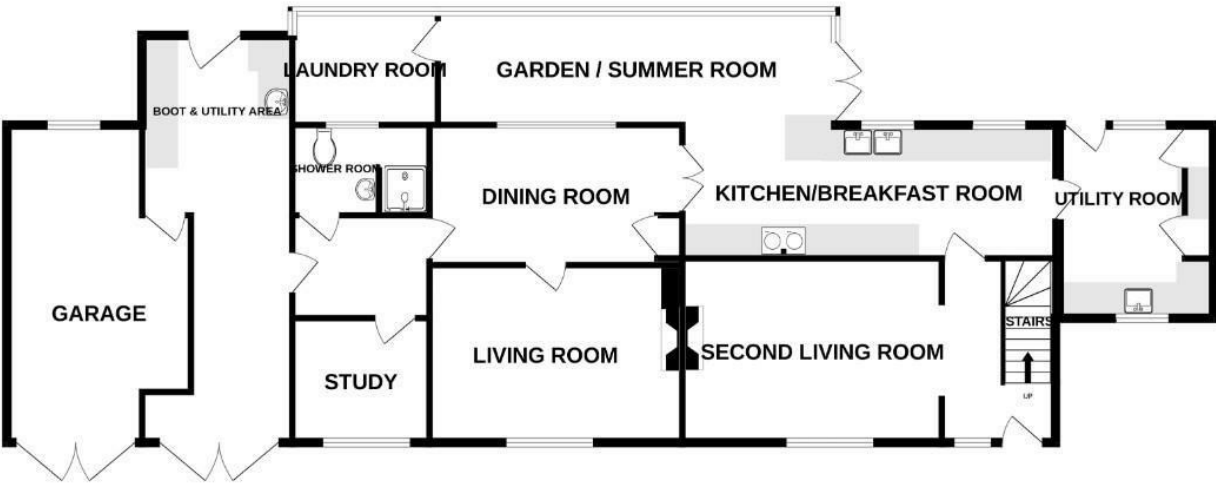 LAUNDRY ROOM
GARDEN / SUMMER ROOM
BOOT & UTILITY AREA
SHOWER ROOM
DINING ROOM
KITCHEN/BREAKFAST ROOM
UTILITY ROOM
GARAGE
STAIRS
LIVING ROOM
SECOND LIVING ROOM
STUDY
UP